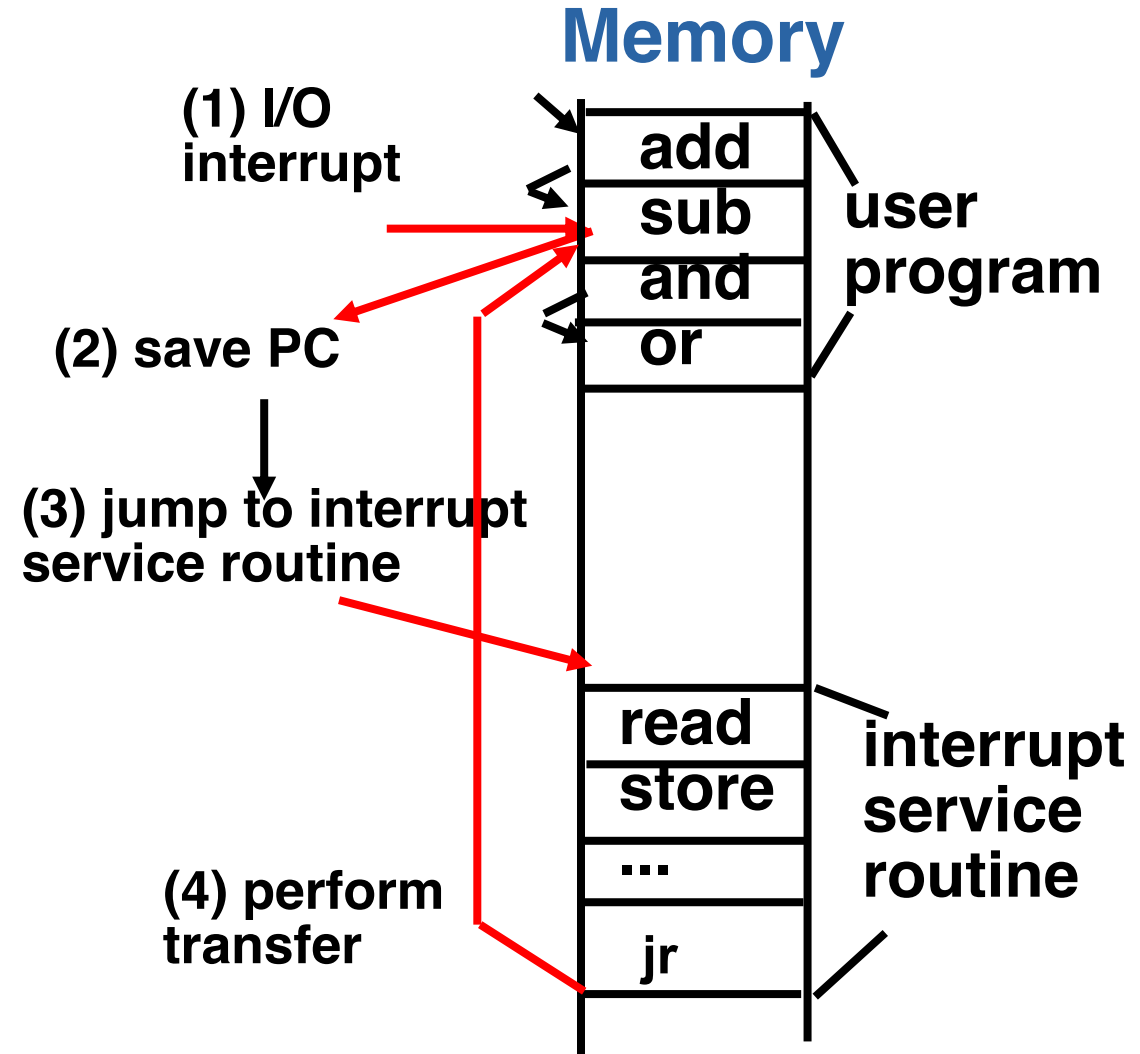 Memory
(1) I/O
interrupt
add
sub
and
or
user
program
(2) save PC
(3) jump to interrupt
service routine
read
store
...
jr
interrupt
service
routine
(4) perform
transfer